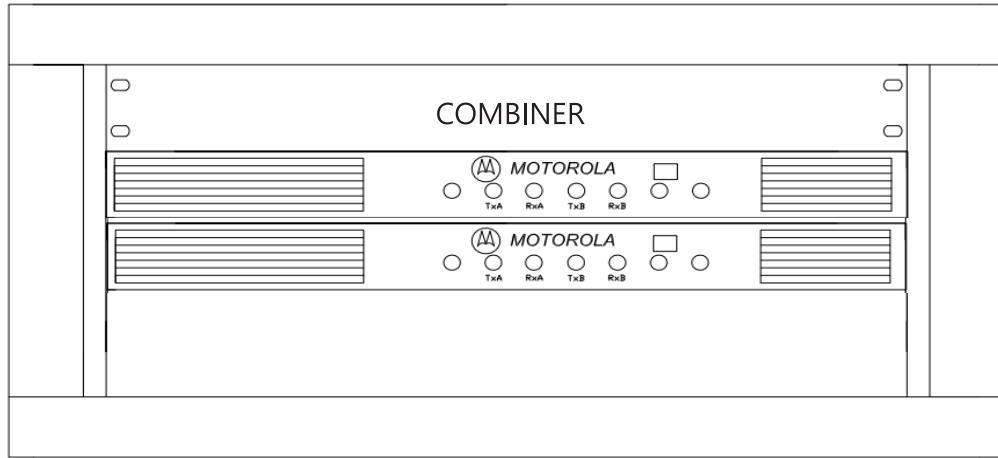 COMBINER
MOTOROLA
TxA RxA TxB RxB
MOTOROLA
TxA RxA TxB RxB